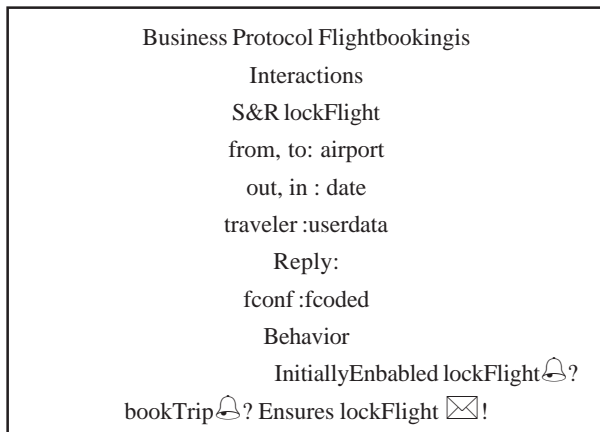 Business Protocol Flightbookingis
Interactions
S&R lockFlight
from, to: airport
out, in : date
traveler :userdata
Reply:
fconf :fcoded
Behavior
InitiallyEnbabled lockFlight🔔?
bookTrip🔔? Ensures lockFlight ✉!